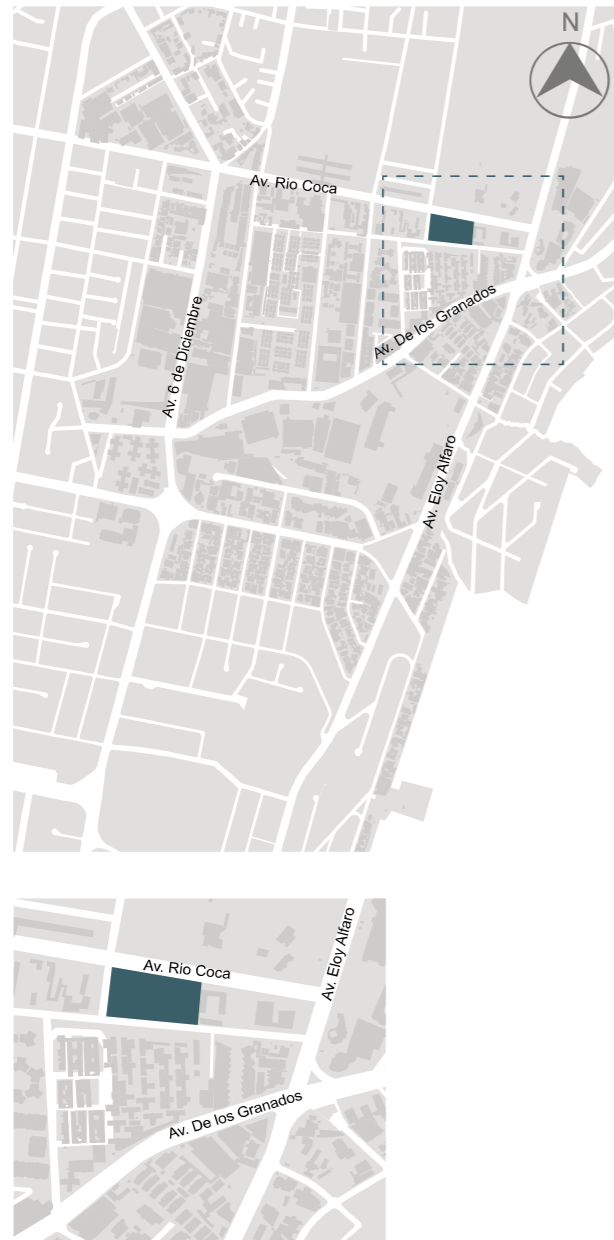 N
Av. Rio Coca
Av. De los Granados
Av. 6 de Diciembre
Av. Eloy Alfaro
Av. Eloy Alfaro
Av. Rio Coca
Av. De los Granados